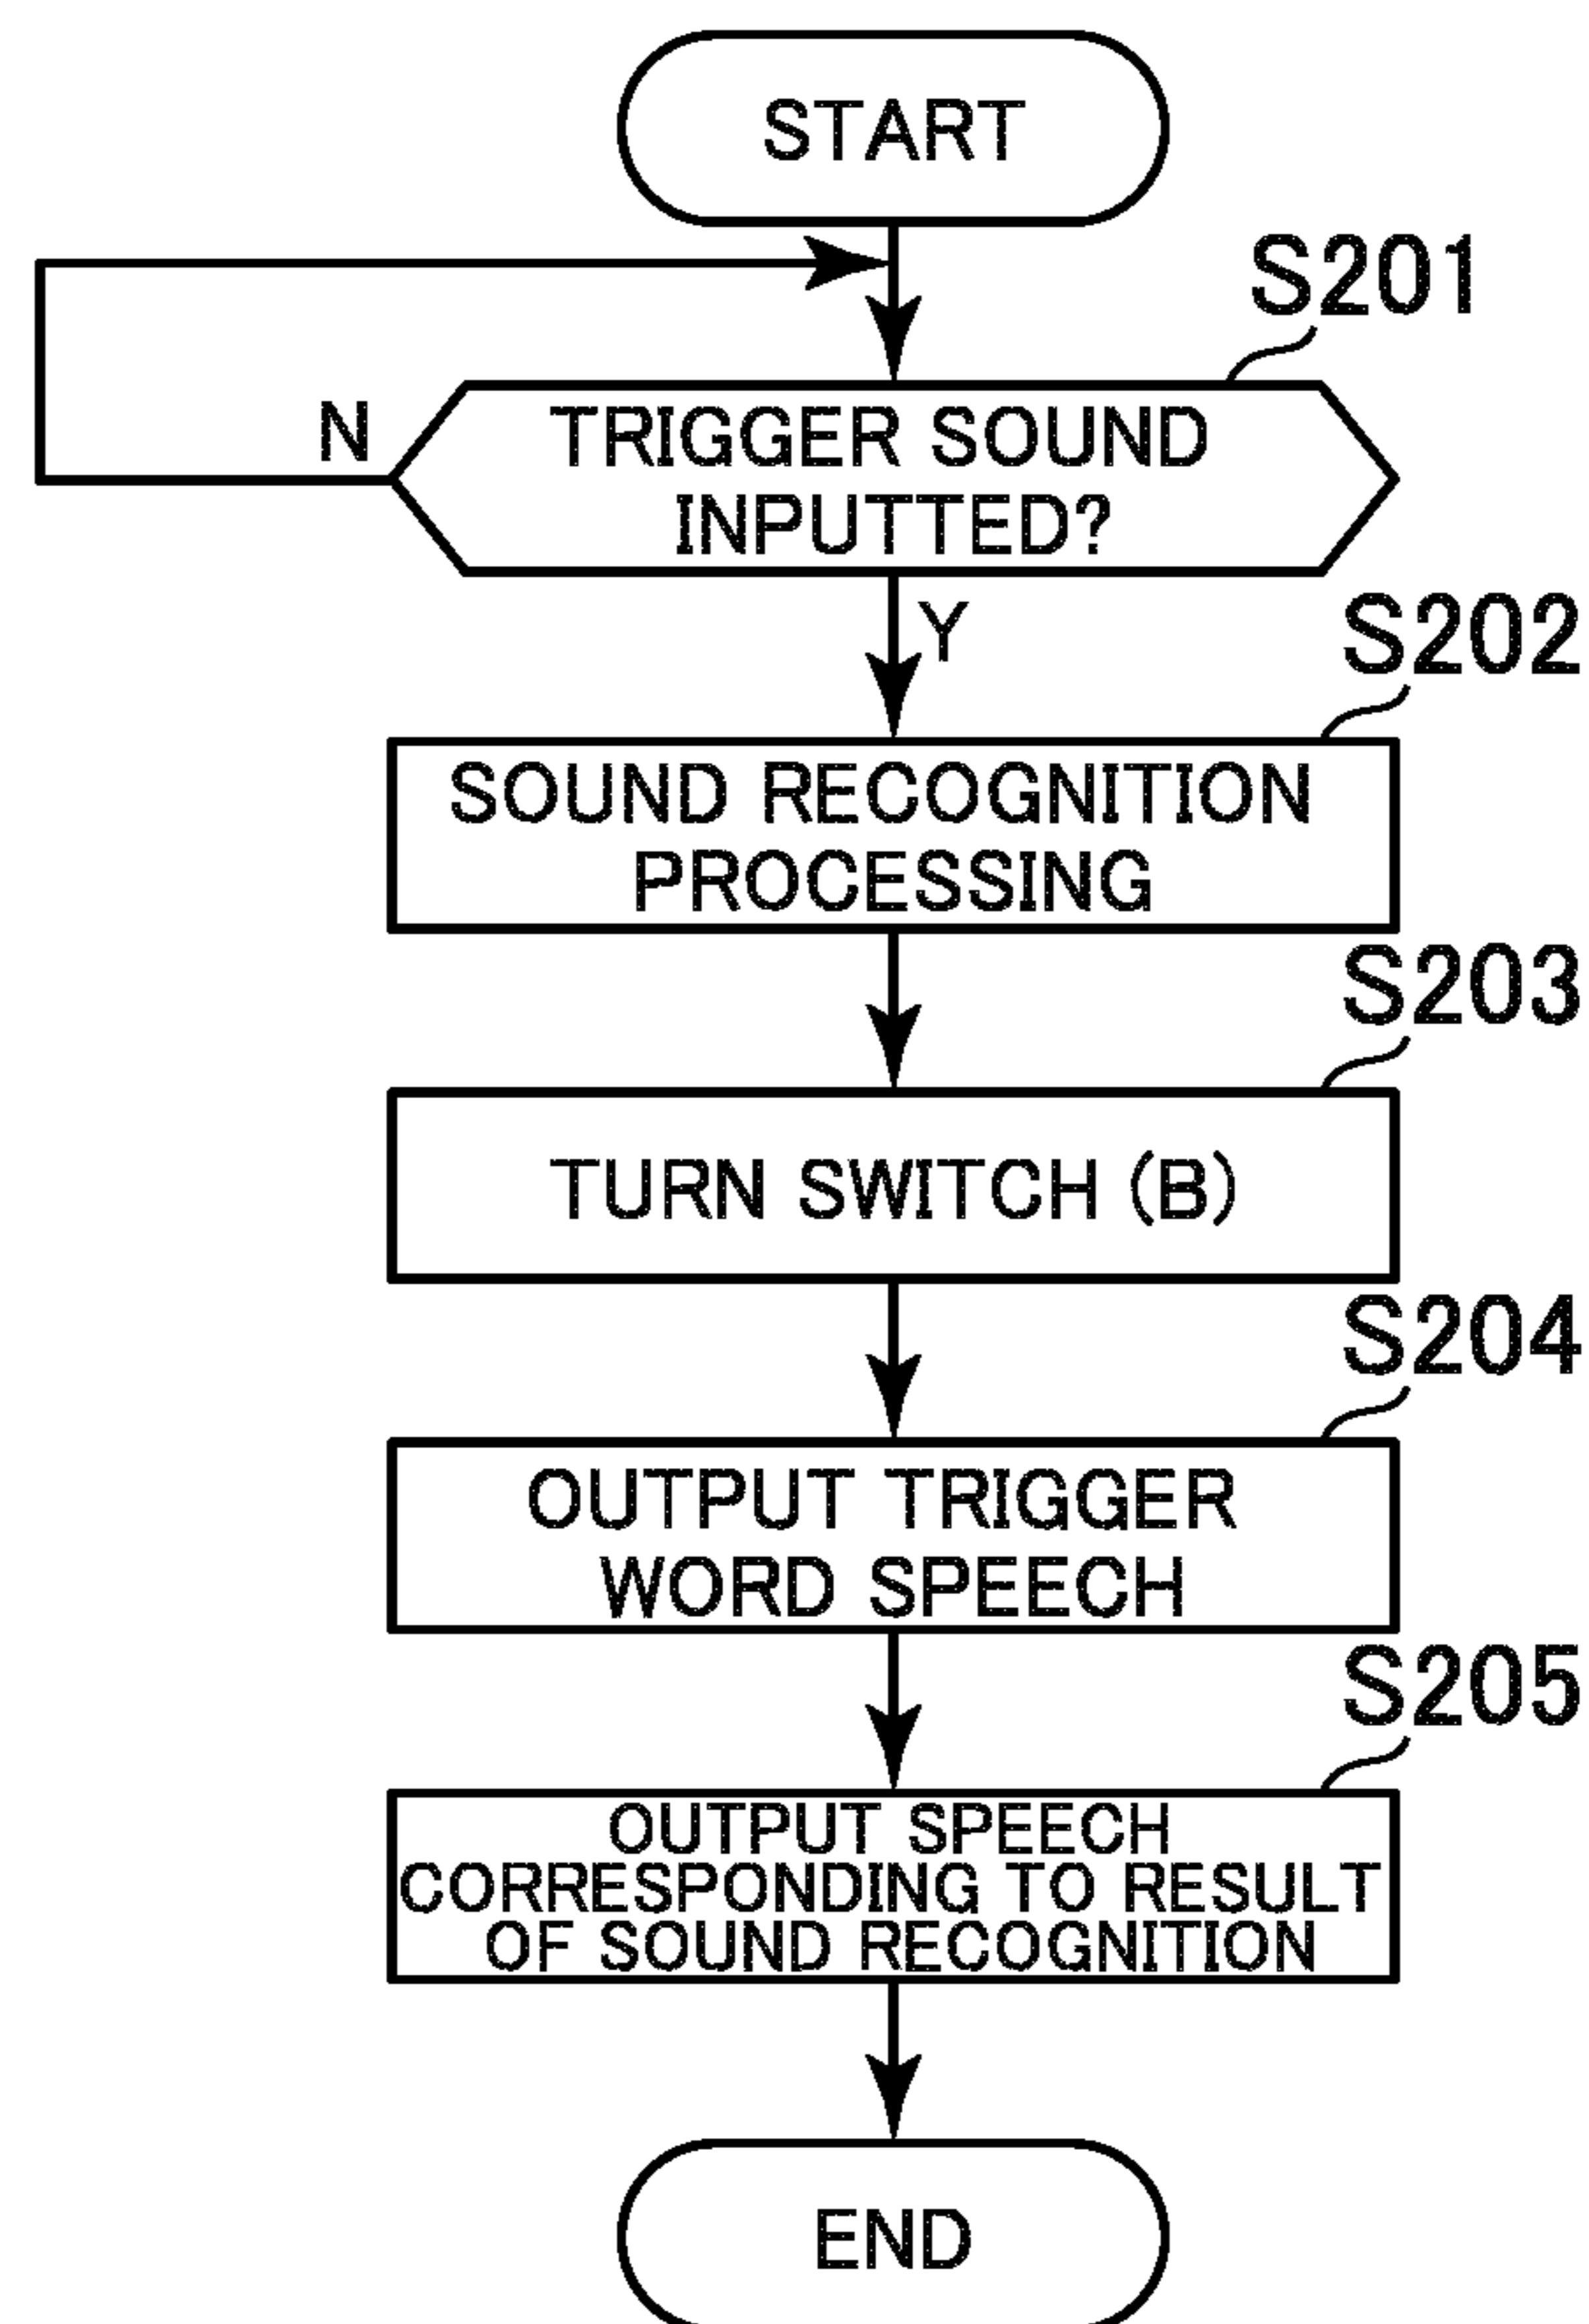 START
S201
N
TRIGGER SOUND
INPUTTED?
Y
S202
SOUND RECOGNITION
PROCESSING
S203
TURN SWITCH (B)
S204
OUTPUT TRIGGER
WORD SPEECH
S205
OUTPUT SPEECH
CORRESPONDING TO RESULT
OF SOUND RECOGNITION
END